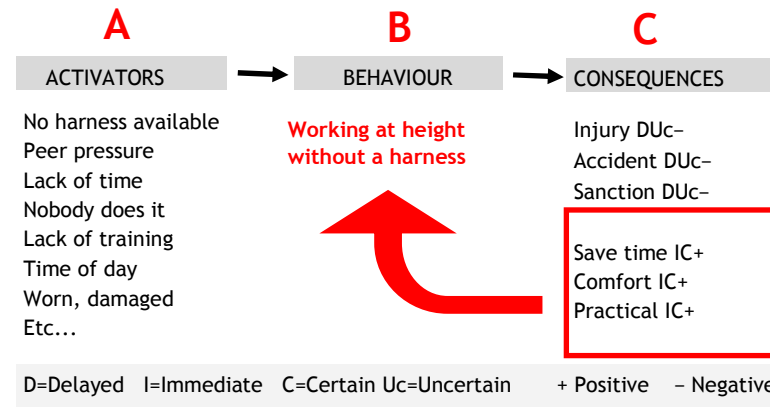 A B C
ACTIVATORS BEHAVIOUR CONSEQUENCES
No harness available
Peer pressure
Lack of time
Nobody does it
Lack of training
Time of day
Worn, damaged
Etc...
Working at height
without a harness
Injury DUc–
Accident DUc–
Sanction DUc–
Save time IC+
Comfort IC+
Practical IC+
D=Delayed I=Immediate C=Certain Uc=Uncertain + Positive – Negative